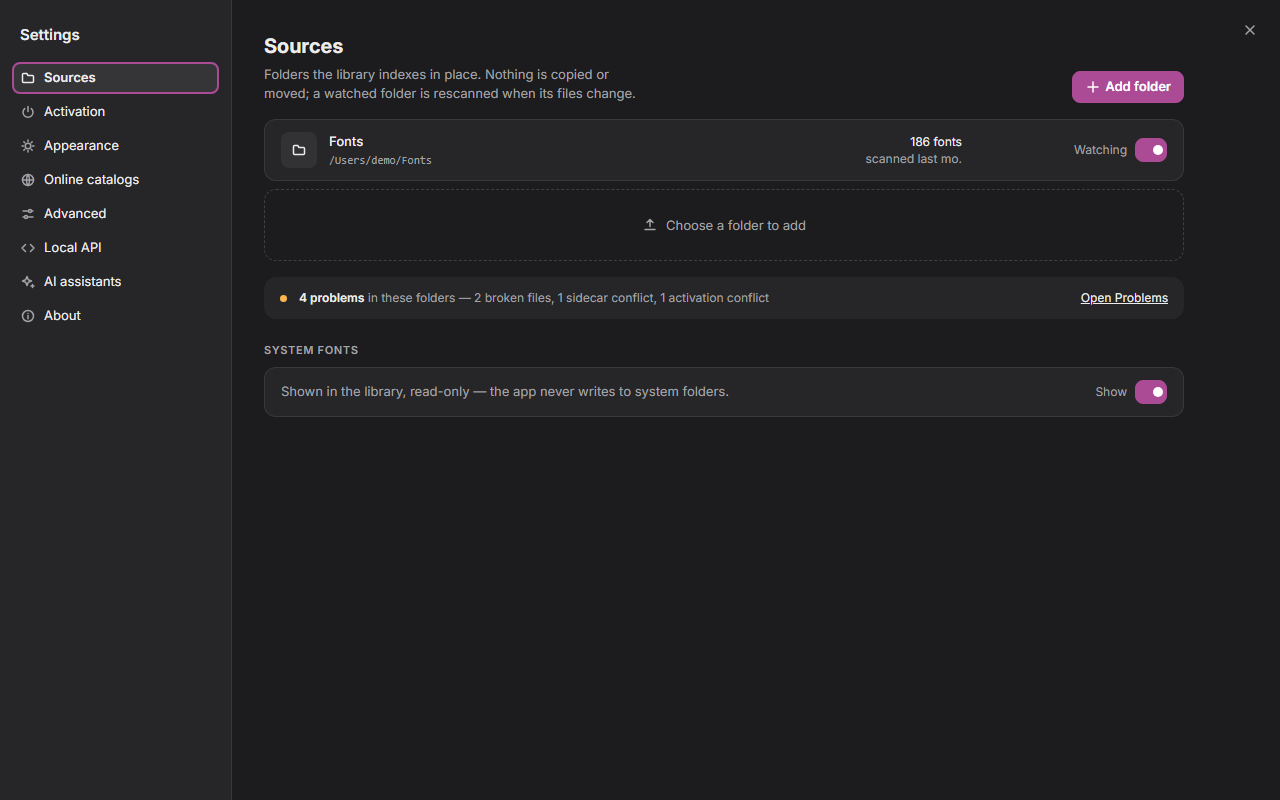 Settings
Sources
Activation
Appearance
Online catalogs
Advanced
Local API
AI assistants
About
Sources
Folders the library indexes in place. Nothing is copied or
moved; a watched folder is rescanned when its files change.
Add folder
Fonts
/Users/demo/Fonts
186 fonts
scanned last mo.
Watching
Choose a folder to add
4 problems in these folders — 2 broken files, 1 sidecar conflict, 1 activation conflict
Open Problems
SYSTEM FONTS
Shown in the library, read-only — the app never writes to system folders.
Show